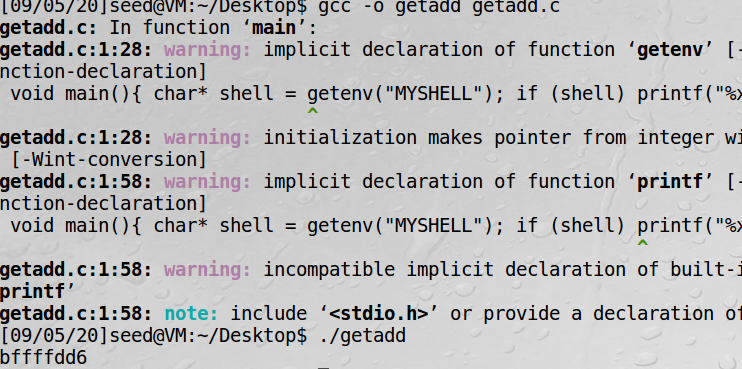 [09/05/20]seed@VM:~/Desktop$ gcc -o getadd getadd.c
getadd.c: In function ‘main’:
getadd.c:1:28: warning: implicit declaration of function ‘getenv’ [-
nction-declaration]
 void main(){ char* shell = getenv("MYSHELL"); if (shell) printf("%x
^
getadd.c:1:28: warning: initialization makes pointer from integer wi
 [-Wint-conversion]
getadd.c:1:58: warning: implicit declaration of function ‘printf’ [-
nction-declaration]
 void main(){ char* shell = getenv("MYSHELL"); if (shell) printf("%x
^
getadd.c:1:58: warning: incompatible implicit declaration of built-i
printf’
getadd.c:1:58: note: include ‘<stdio.h>’ or provide a declaration of
[09/05/20]seed@VM:~/Desktop$ ./getadd
bffffdd6